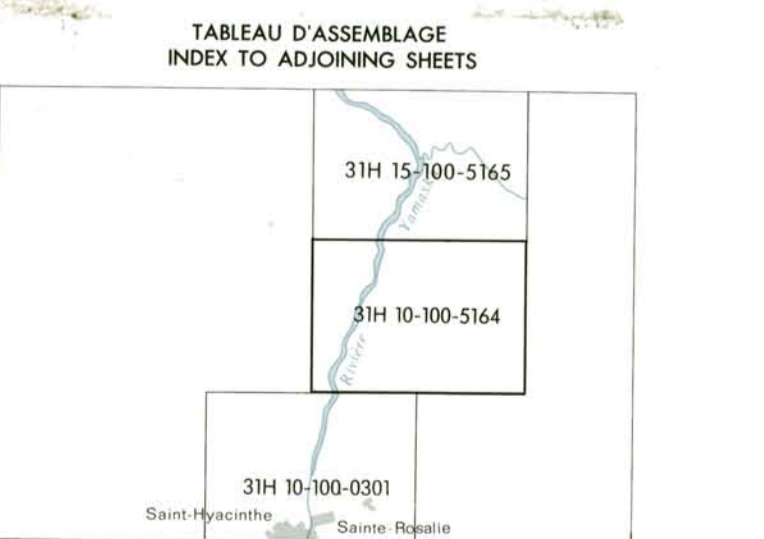 TABLEAU D'ASSEMBLAGE
INDEX TO ADJOINING SHEETS
31H 15-100-5165
Yamaska
31H 10-100-5164
Rivière
31H 10-100-0301
Saint-Hyacinthe
Sainte-Rosalie